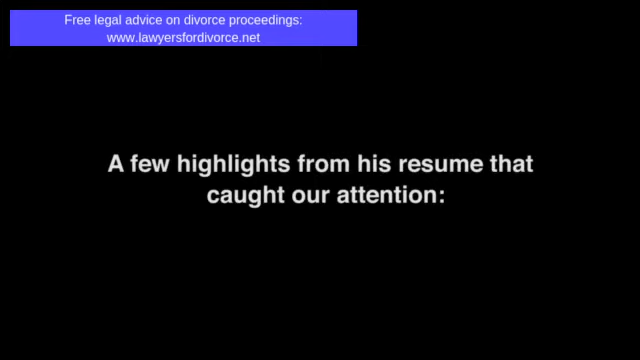 Free legal advice on divorce proceedings:
www.lawyersfordivorce.net
A few highlights from his resume that
caught our attention: